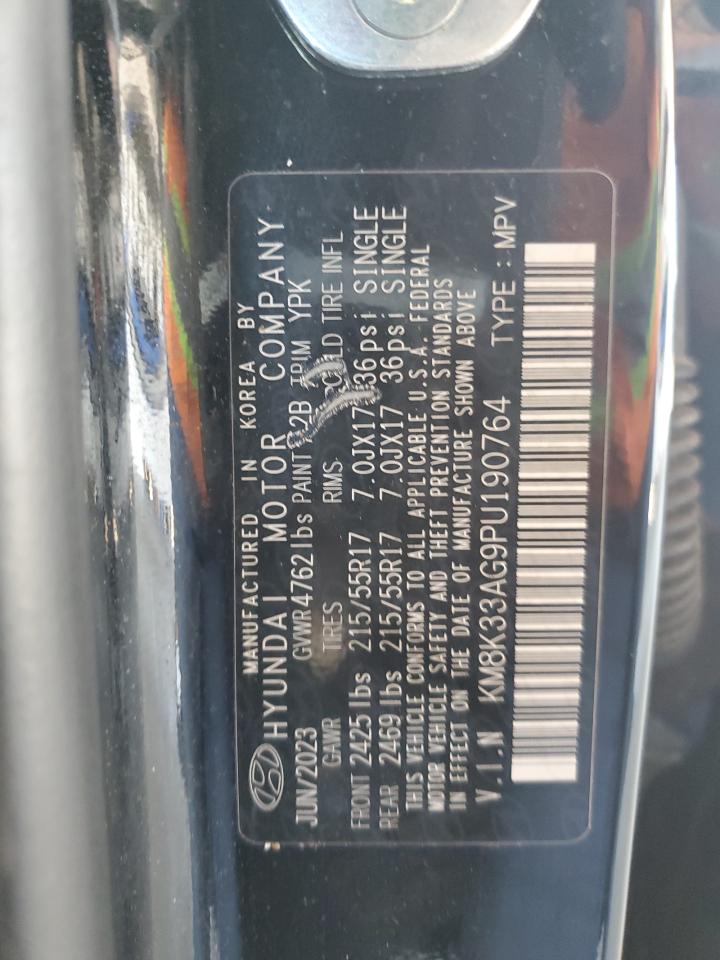 MANUFACTURED IN KOREA BY
HYUNDAI MOTOR COMPANY
JUN/2023 GVWR 4762 lbs PAINT TRIM YPK
GAWR TIRES RIMS COLD TIRE INFL
FRONT 2425 lbs 215/55R17 7.0JX17 36psi SINGLE
REAR 2469 lbs 215/55R17 7.0JX17 36psi SINGLE
THIS VEHICLE CONFORMS TO ALL APPLICABLE U.S.A. FEDERAL
MOTOR VEHICLE SAFETY AND THEFT PREVENTION STANDARDS
IN EFFECT ON THE DATE OF MANUFACTURE SHOWN ABOVE
V.I.N KM8K33AG9PU190764 TYPE : MPV